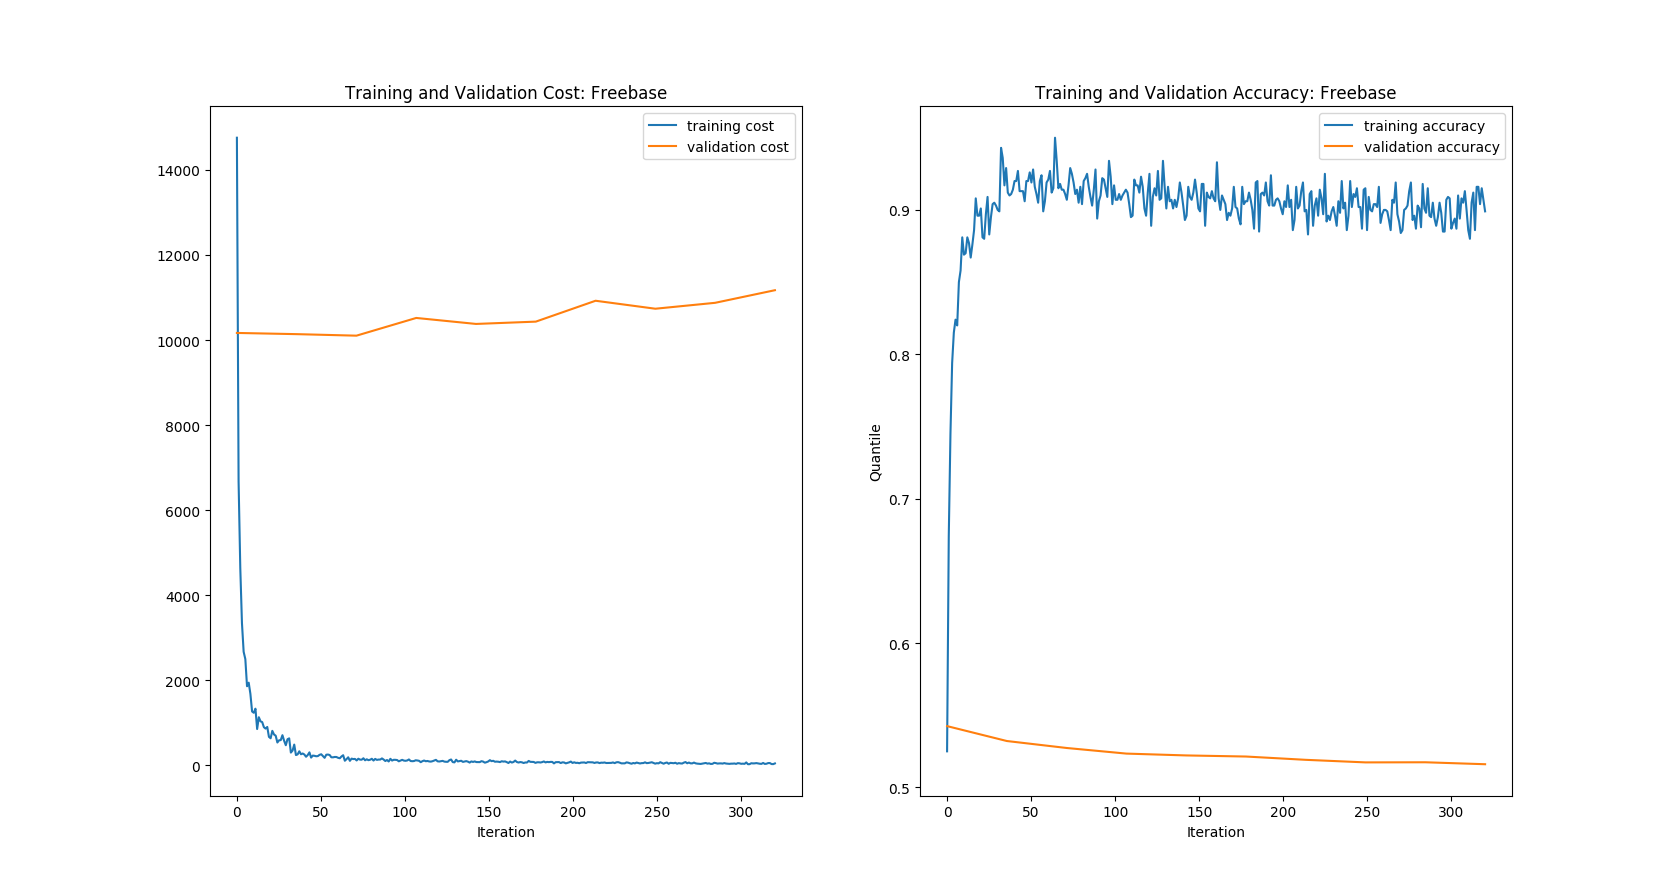 Training and Validation Cost: Freebase
training cost
validation cost
14000
12000
10000
8000
6000
4000
2000
0
0 50 100 150 200 250 300
Iteration
Training and Validation Accuracy: Freebase
training accuracy
validation accuracy
Quantile
0.9
0.8
0.7
0.6
0.5
0 50 100 150 200 250 300
Iteration